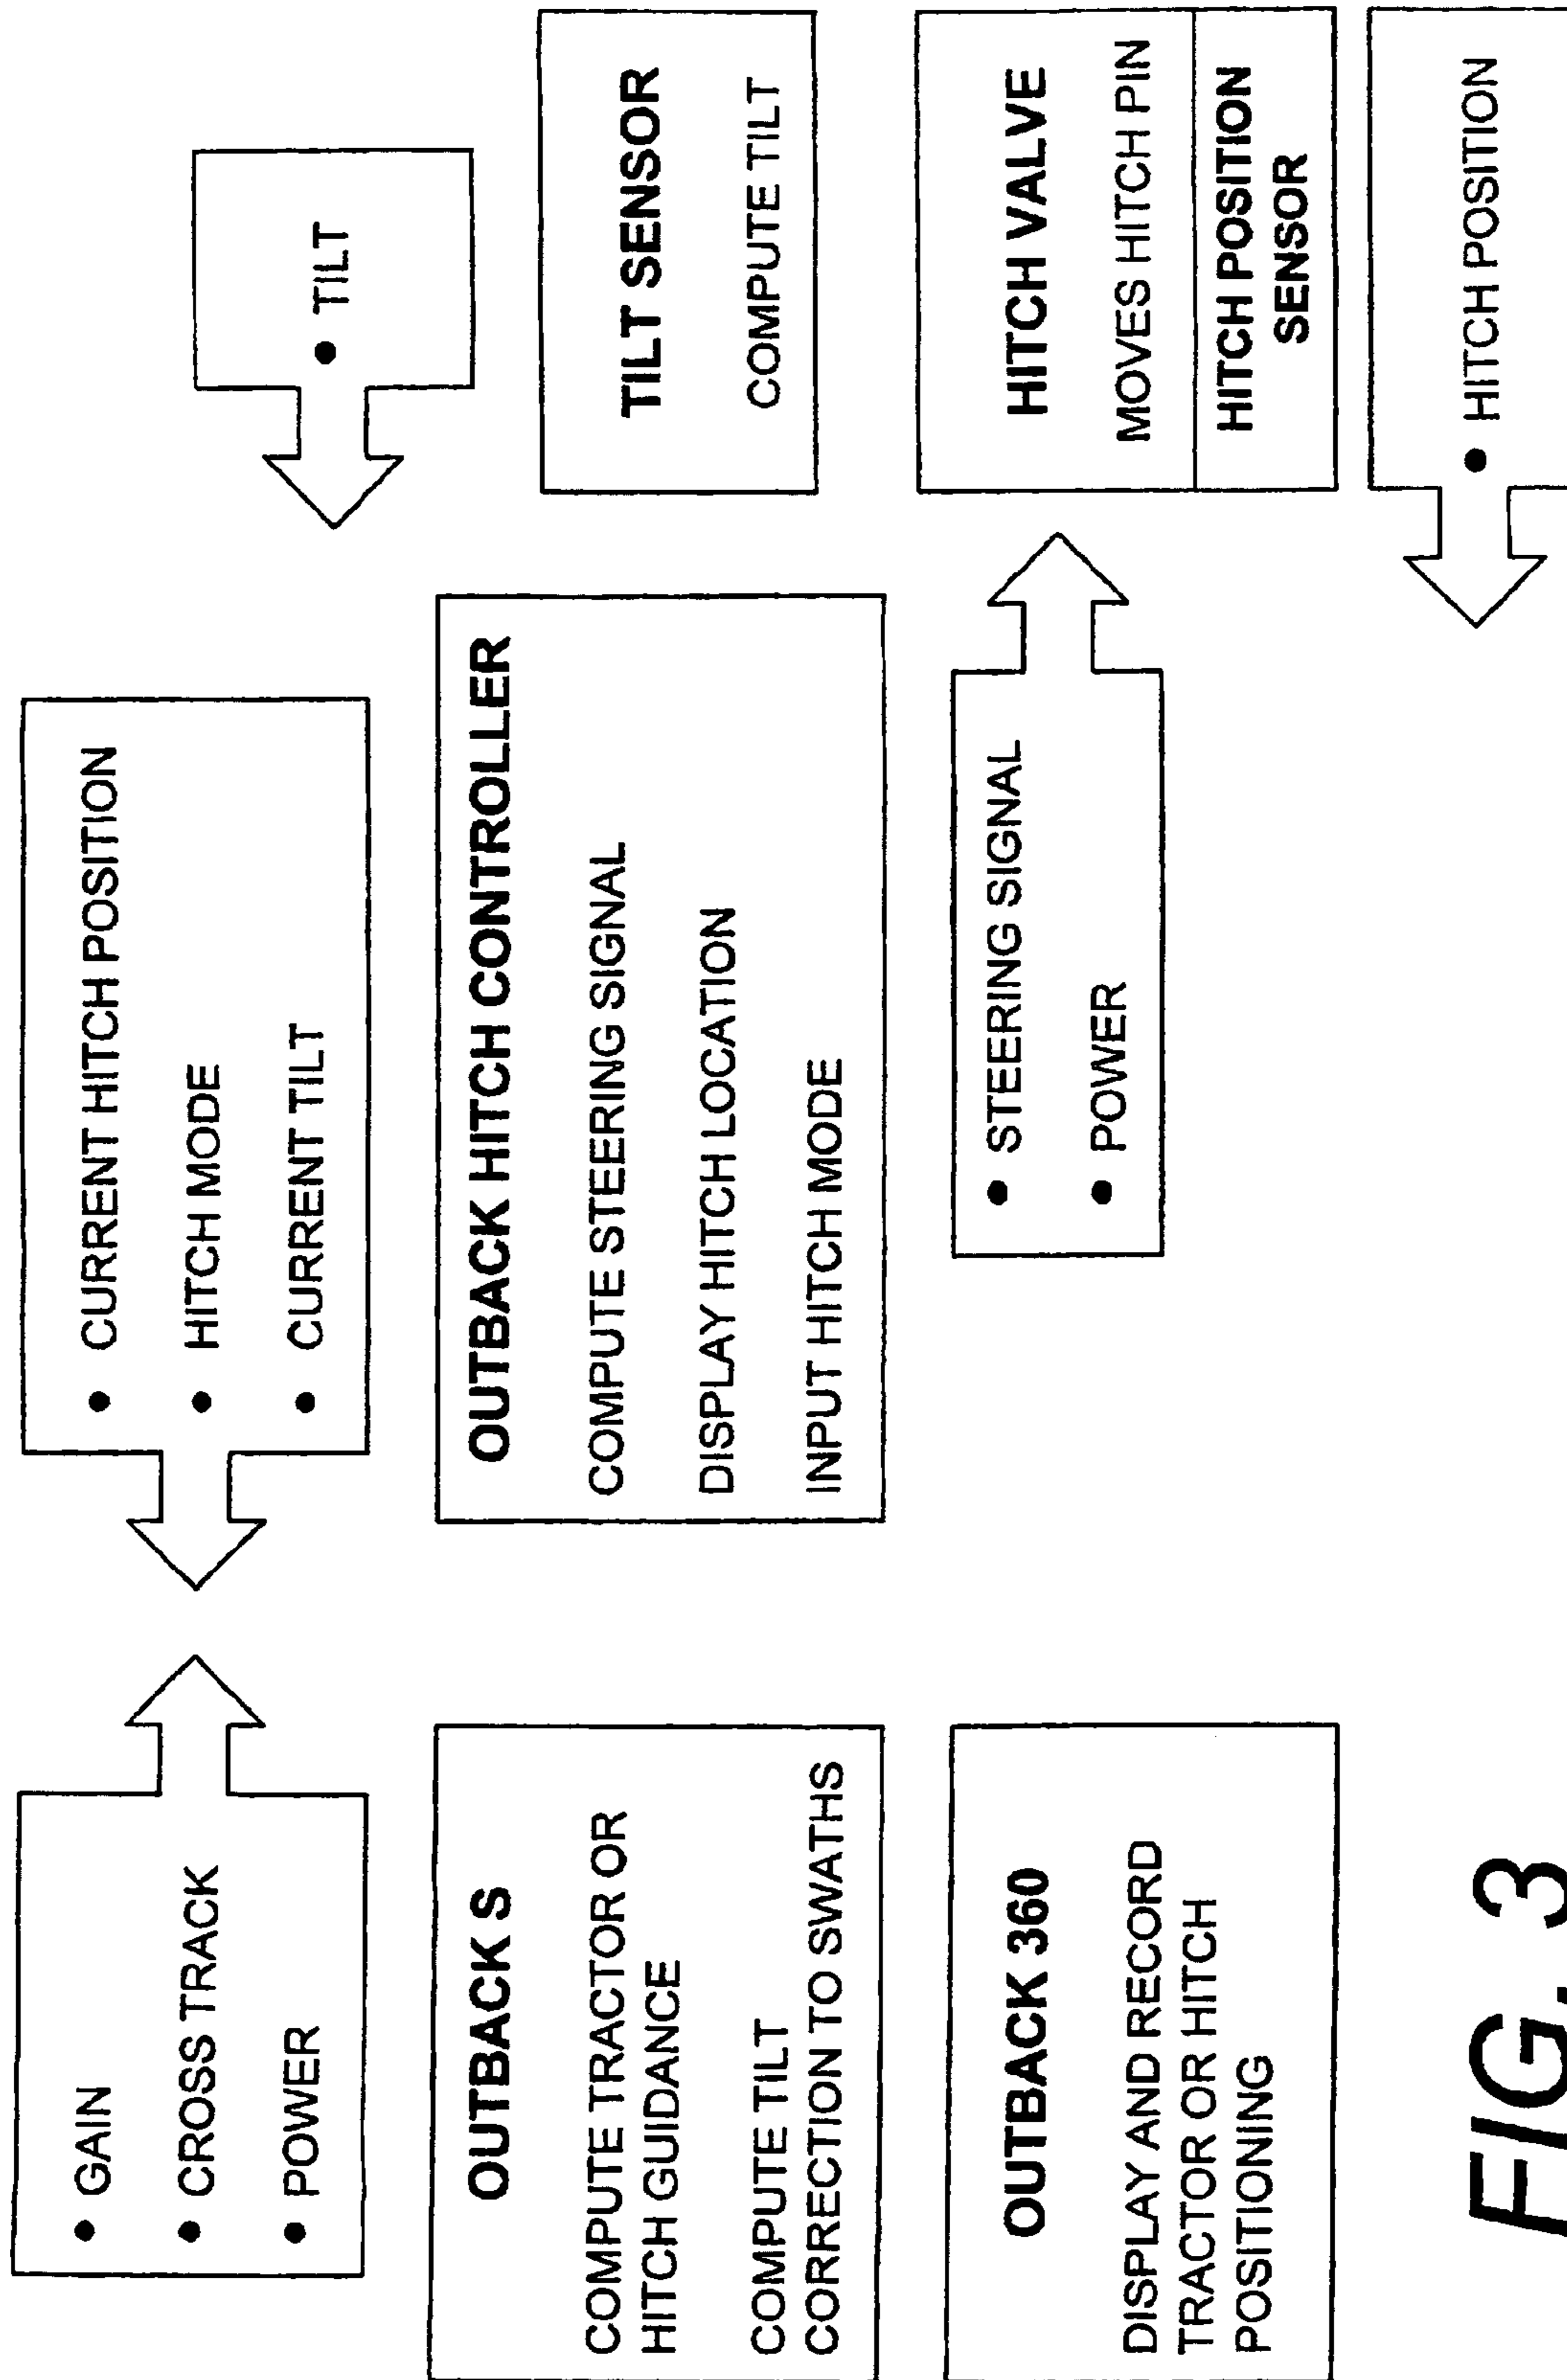 • GAIN
• CROSS TRACK
• POWER
OUTBACK S
COMPUTE TRACTOR OR
HITCH GUIDANCE
COMPUTE TILT
CORRECTION TO SWATHS
OUTBACK 360
DISPLAY AND RECORD
TRACTOR OR HITCH
POSITIONING
• CURRENT HITCH POSITION
• HITCH MODE
• CURRENT TILT
OUTBACK HITCH CONTROLLER
COMPUTE STEERING SIGNAL
DISPLAY HITCH LOCATION
INPUT HITCH MODE
• STEERING SIGNAL
• POWER
• TILT
TILT SENSOR
COMPUTE TILT
HITCH VALVE
MOVES HITCH PIN
HITCH POSITION
SENSOR
• HITCH POSITION
FIG. 3